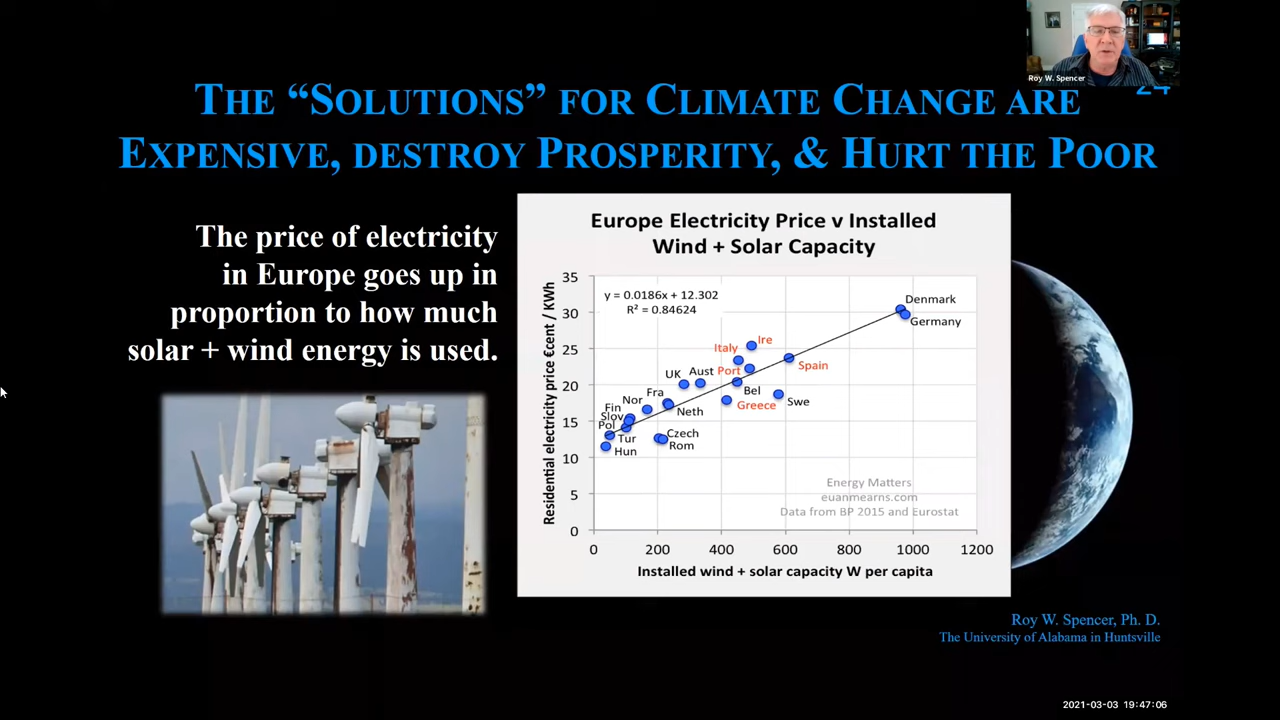 Roy W. Spencer
24
THE “SOLUTIONS” FOR CLIMATE CHANGE ARE
EXPENSIVE, DESTROY PROSPERITY, & HURT THE POOR
The price of electricity
in Europe goes up in
proportion to how much
solar + wind energy is used.
Europe Electricity Price v Installed
Wind + Solar Capacity
Residential electricity price €cent / KWh
35
30
25
20
15
10
5
0
y = 0.0186x + 12.302
R² = 0.84624
Denmark
Germany
Ire
Italy
Spain
Port
Aust
UK
Bel
Swe
Greece
Fra
Nor
Neth
Fin
Slov
Pol
Tur
Hun
Czech
Rom
Energy Matters
euanmearns.com
Data from BP 2015 and Eurostat
0 200 400 600 800 1000 1200
Installed wind + solar capacity W per capita
Roy W. Spencer, Ph. D.
The University of Alabama in Huntsville
2021-03-03 19:47:06